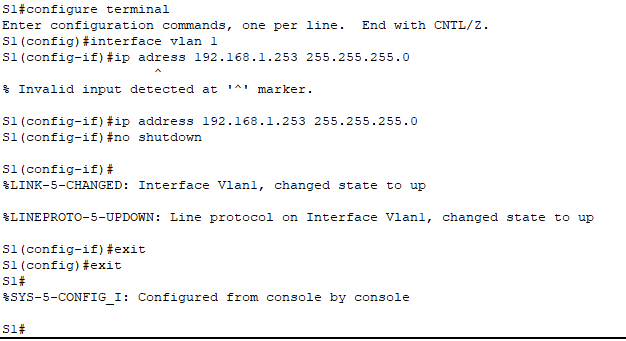 S1#configure terminal
Enter configuration commands, one per line.  End with CNTL/Z.
S1(config)#interface vlan 1
S1(config-if)#ip adress 192.168.1.253 255.255.255.0
^
% Invalid input detected at '^' marker.
S1(config-if)#ip address 192.168.1.253 255.255.255.0
S1(config-if)#no shutdown
S1(config-if)#
%LINK-5-CHANGED: Interface Vlan1, changed state to up
%LINEPROTO-5-UPDOWN: Line protocol on Interface Vlan1, changed state to up
S1(config-if)#exit
S1(config)#exit
S1#
%SYS-5-CONFIG_I: Configured from console by console
S1#